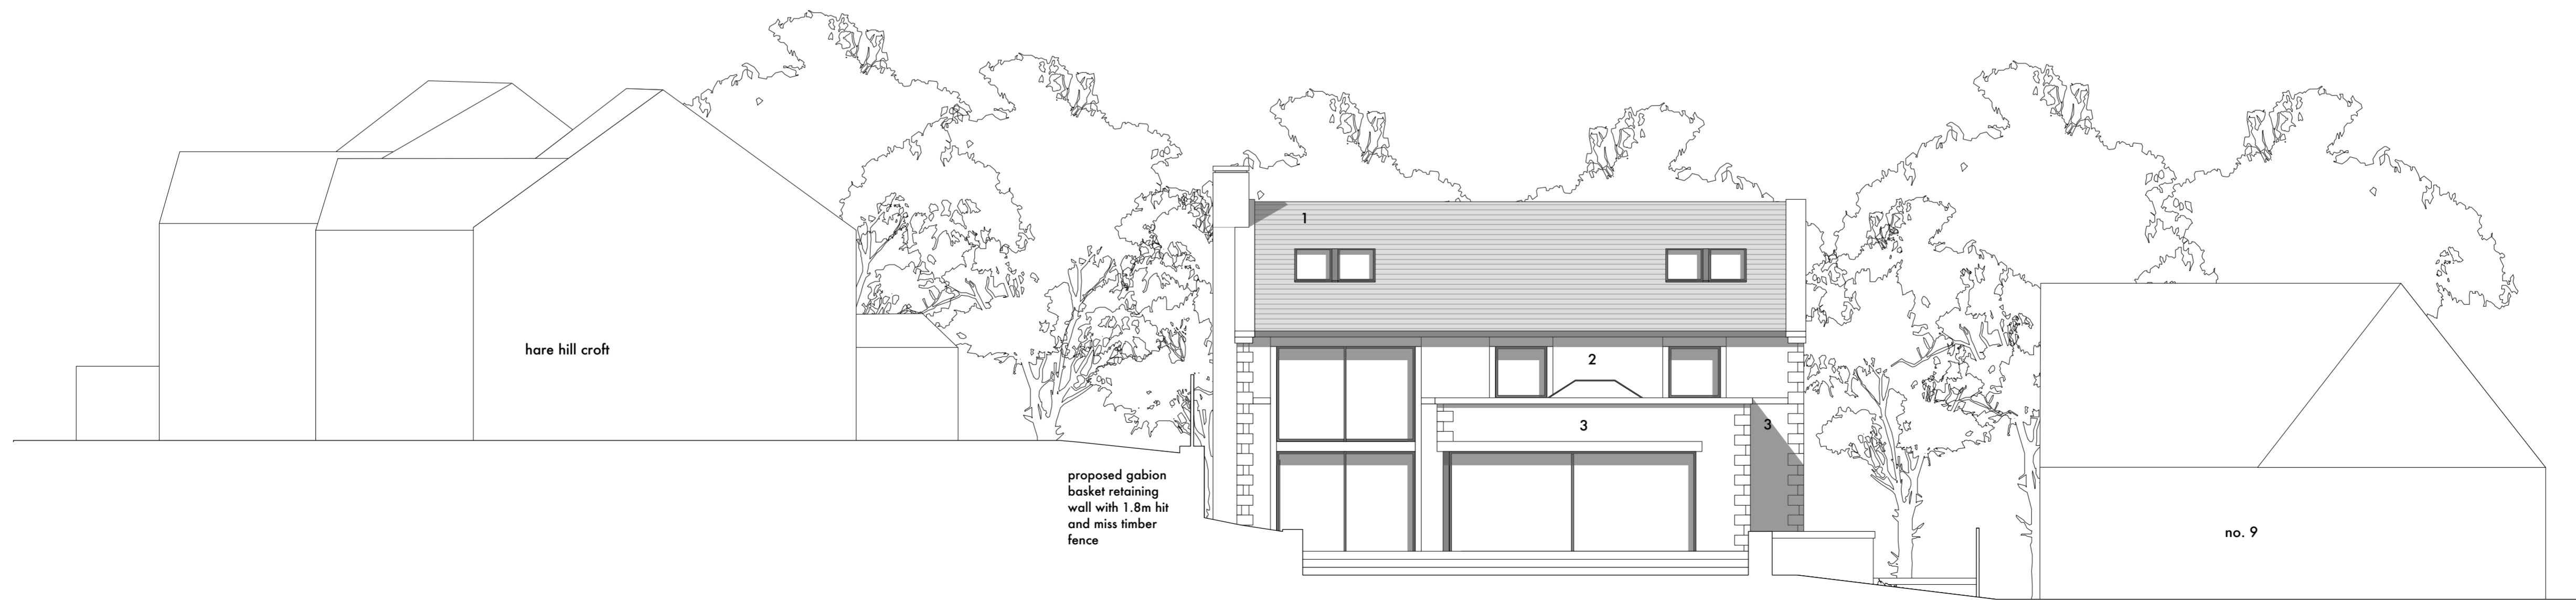 1
2
hare hill croft
3
3
proposed gabion
basket retaining
wall with 1.8m hit
and miss timber
fence
no. 9